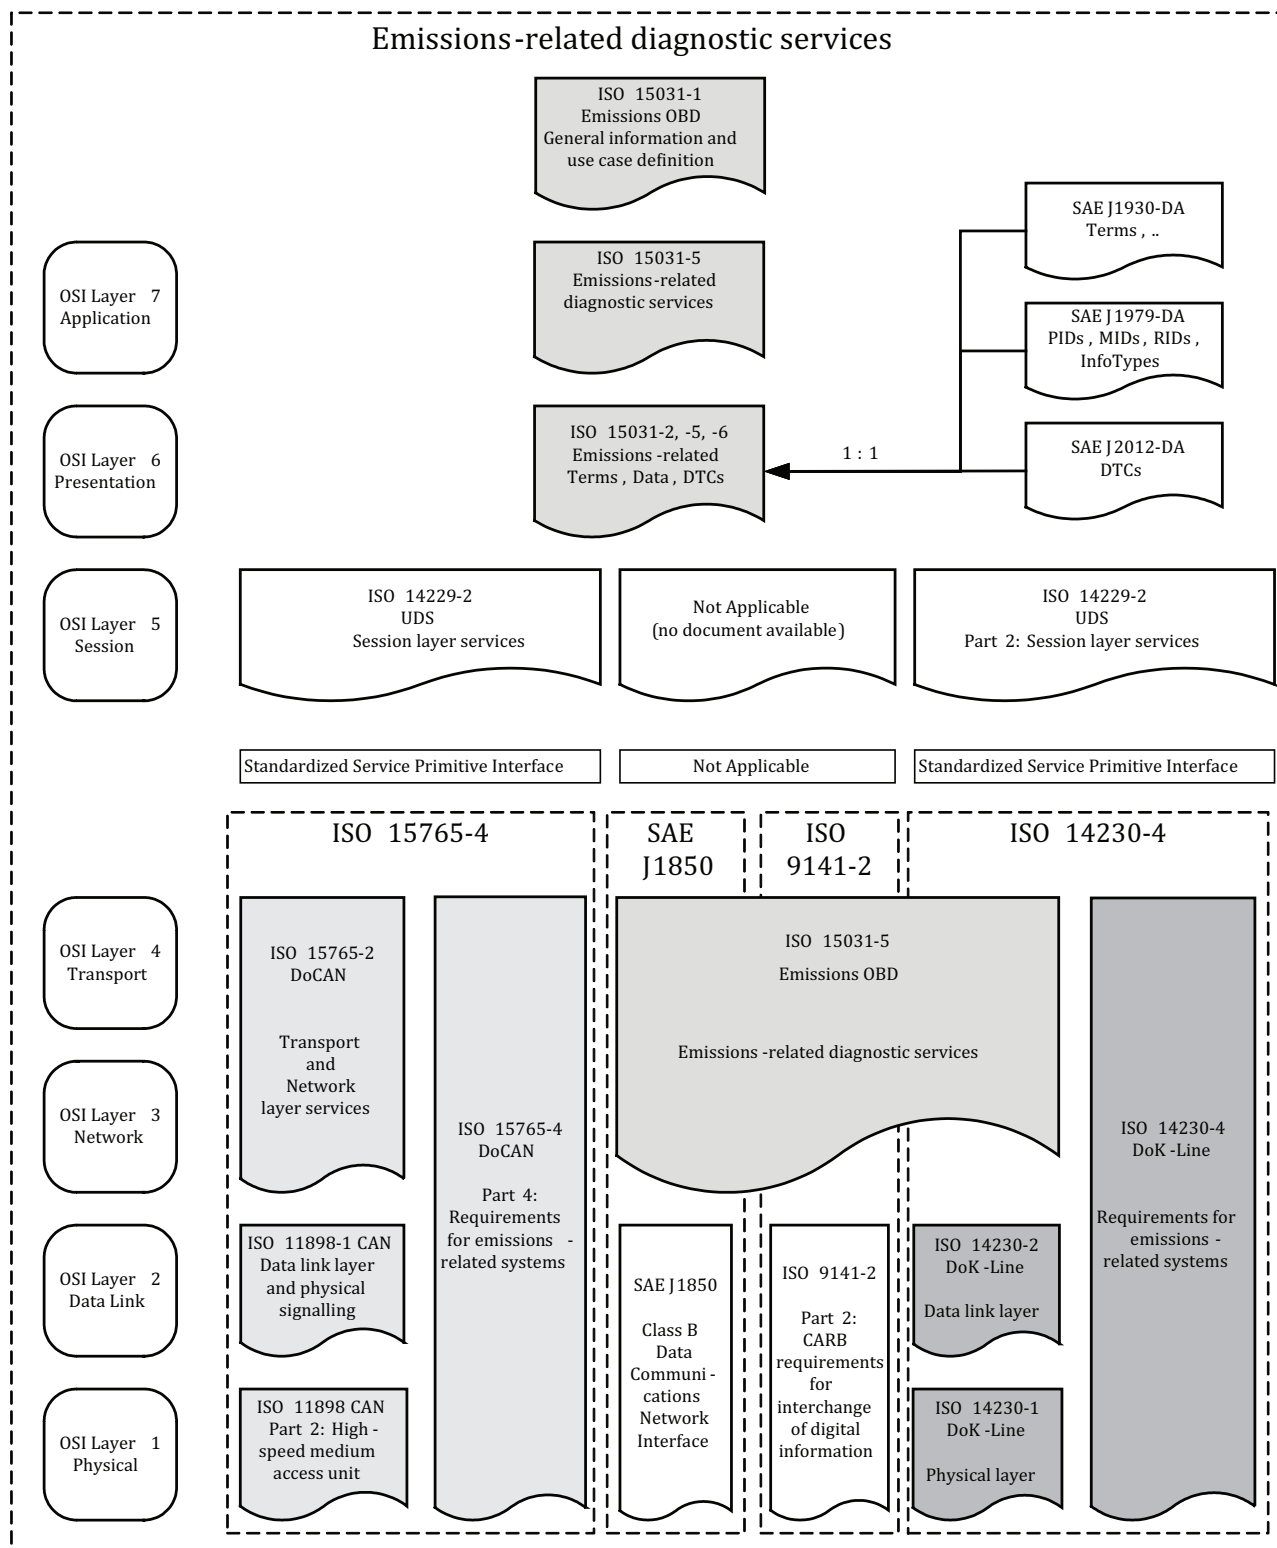 Emissions-related diagnostic services
ISO 15031-1
Emissions OBD
General information and
use case definition
SAE J1930-DA
Terms , ..
OSI Layer 7
Application
ISO 15031-5
Emissions-related
diagnostic services
SAE J1979-DA
PIDs , MIDs , RIDs ,
InfoTypes
OSI Layer 6
Presentation
ISO 15031-2, -5, -6
Emissions -related
Terms , Data , DTCs
1 : 1
SAE J2012-DA
DTCs
OSI Layer 5
Session
ISO 14229-2
UDS
Session layer services
Not Applicable
(no document available)
ISO 14229-2
UDS
Part 2: Session layer services
Standardized Service Primitive Interface
Not Applicable
Standardized Service Primitive Interface
ISO 15765-4
SAE
J1850
ISO
9141-2
ISO 14230-4
OSI Layer 4
Transport
ISO 15765-2
DoCAN
Transport
and
Network
layer services
ISO 15031-5
Emissions OBD
Emissions -related diagnostic services
OSI Layer 3
Network
ISO 15765-4
DoCAN
Part 4:
Requirements
for emissions -
related systems
ISO 14230-4
DoK -Line
Requirements for
emissions -
related systems
OSI Layer 2
Data Link
ISO 11898-1 CAN
Data link layer
and physical
signalling
SAE J1850
Class B
Data
Communi -
cations
Network
Interface
ISO 9141-2
Part 2:
CARB
requirements
for
interchange
of digital
information
ISO 14230-2
DoK -Line
Data link layer
OSI Layer 1
Physical
ISO 11898 CAN
Part 2: High -
speed medium
access unit
ISO 14230-1
DoK -Line
Physical layer